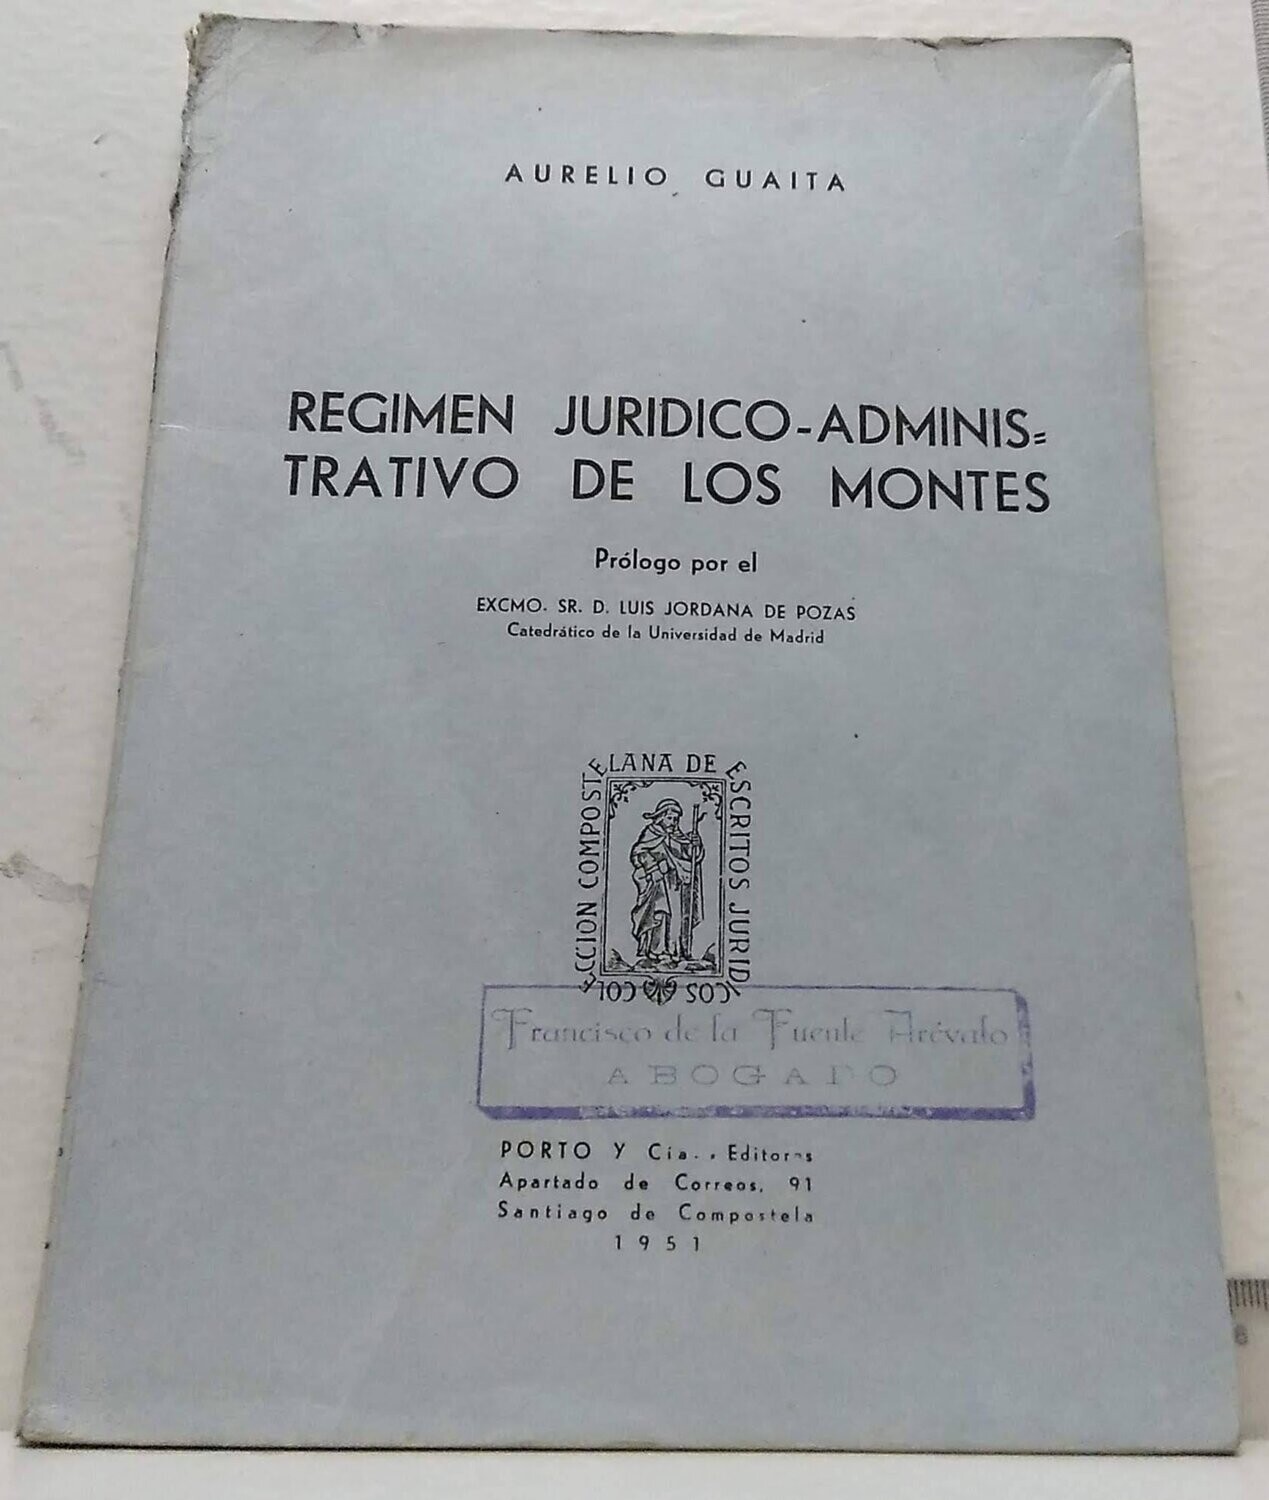 AURELIO GUAITA
REGIMEN JURIDICO-ADMINIS=
TRATIVO DE LOS MONTES
Prólogo por el
EXCMO. SR. D. LUIS JORDANA DE POZAS
Catedrático de la Universidad de Madrid
COLECCION COMPOSTELANA DE ESCRITOS JURIDICOS
Francisco de la Fuente Arévalo
ABOGADO
PORTO Y Cía., Editores
Apartado de Correos, 91
Santiago de Compostela
1951
6